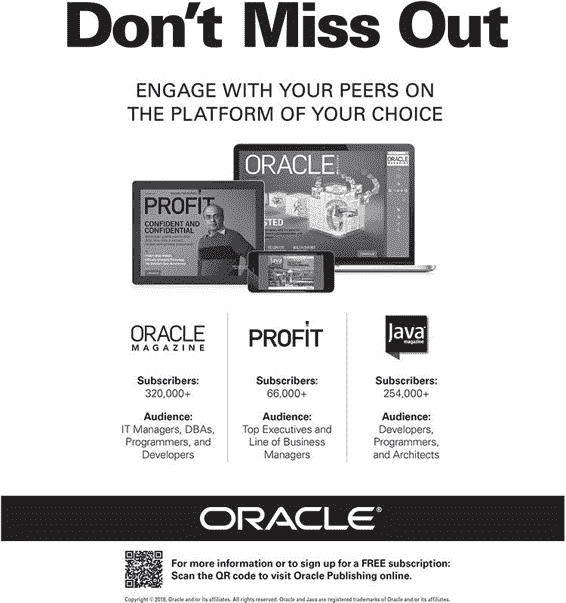 Don't Miss Out
ENGAGE WITH YOUR PEERS ON
THE PLATFORM OF YOUR CHOICE
ORACLE
ORACLE
MAGAZINE
PROFIT
CONFIDENT AND
CONFIDENTIAL
Java
ORACLE
MAGAZINE
Subscribers:
320,000+
Audience:
IT Managers, DBAs,
Programmers, and
Developers
PROFIT
Subscribers:
66,000+
Audience:
Top Executives and
Line of Business
Managers
Java
magazine
Subscribers:
254,000+
Audience:
Developers,
Programmers,
and Architects
ORACLE®
For more information or to sign up for a FREE subscription:
Scan the QR code to visit Oracle Publishing online.
Copyright © 2018, Oracle and/or its affiliates. All rights reserved. Oracle and Java are registered trademarks of Oracle and/or its affiliates.